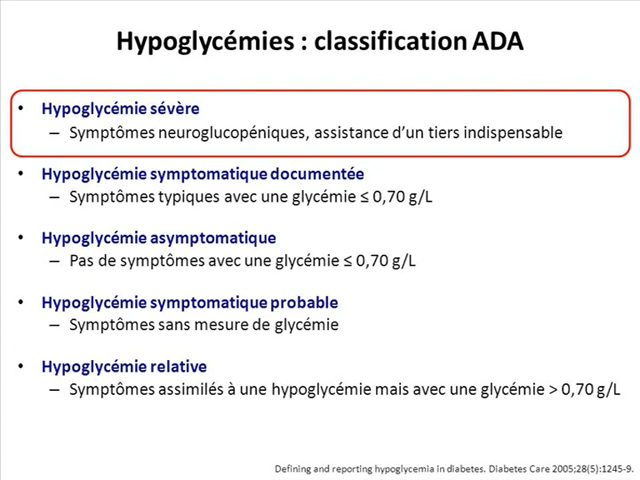 Hypoglycémies : classification ADA
• Hypoglycémie sévère
– Symptômes neuroglucopéniques, assistance d'un tiers indispensable
• Hypoglycémie symptomatique documentée
– Symptômes typiques avec une glycémie ≤ 0,70 g/L
• Hypoglycémie asymptomatique
– Pas de symptômes avec une glycémie ≤ 0,70 g/L
• Hypoglycémie symptomatique probable
– Symptômes sans mesure de glycémie
• Hypoglycémie relative
– Symptômes assimilés à une hypoglycémie mais avec une glycémie > 0,70 g/L
Defining and reporting hypoglycemia in diabetes. Diabetes Care 2005;28(5):1245-9.